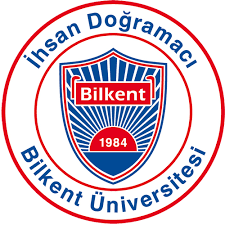 İhsan Doğramacı
Bilkent
1984
Bilkent Üniversitesi